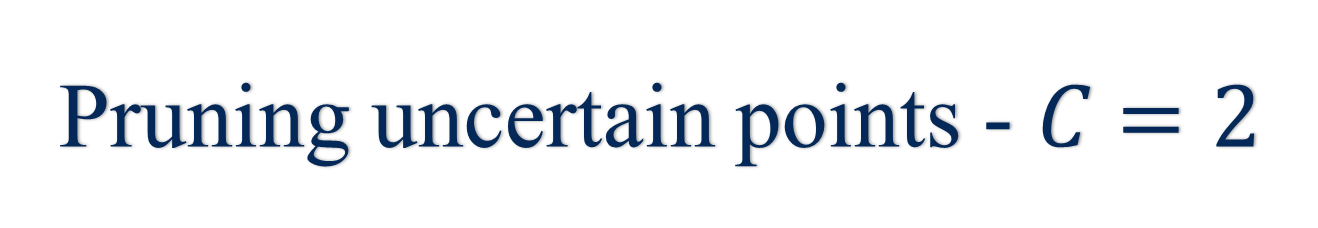 Pruning uncertain points - C = 2